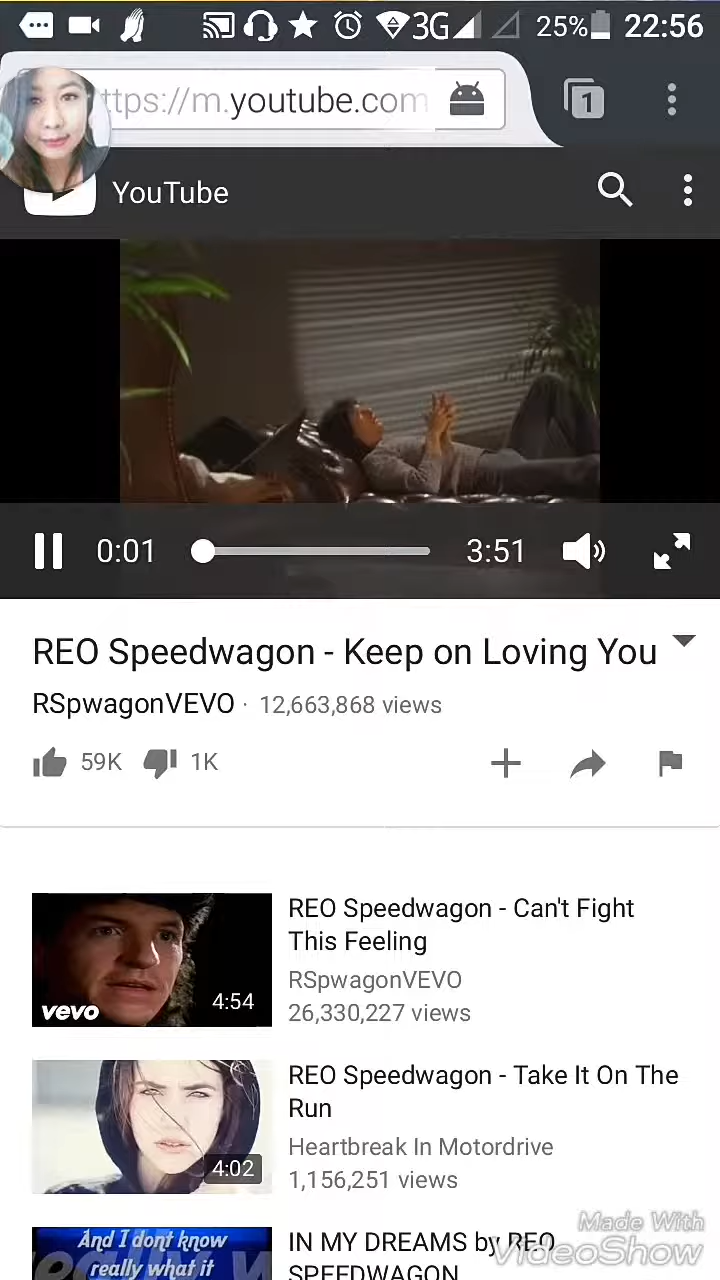 3G 25% 22:56
ttps://m.youtube.com 1
YouTube
0:01 3:51
REO Speedwagon - Keep on Loving You
RSpwagonVEVO · 12,663,868 views
59K 1K
REO Speedwagon - Can't Fight
This Feeling
RSpwagonVEVO
26,330,227 views
vevo 4:54
REO Speedwagon - Take It On The
Run
Heartbreak In Motordrive
1,156,251 views
4:02
IN MY DREAMS by REO
SPEEDWAGON
And I dont know
really what it
Made With
VideoShow